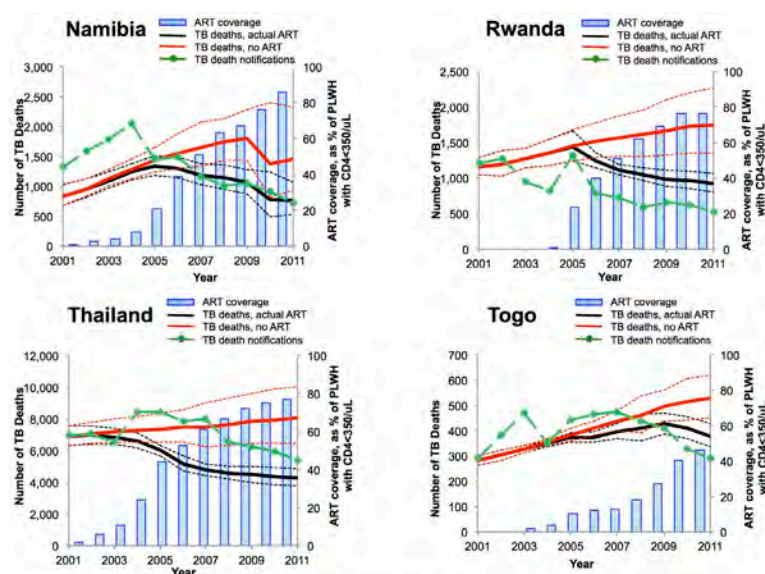 Namibia
ART coverage
TB deaths, actual ART
TB deaths, no ART
TB death notifications
3,000
2,500
2,000
1,500
1,000
500
0
100
80
60
40
20
0
2001 2003 2005 2007 2009 2011
Year
Number of TB Deaths
ART coverage, as % of PLWH
with CD4<350/uL
Rwanda
ART coverage
TB deaths, actual ART
TB deaths, no ART
TB death notifications
2,500
2,000
1,500
1,000
500
0
100
80
60
40
20
0
2001 2003 2005 2007 2009 2011
Year
Number of TB Deaths
ART coverage, as % of PLWH
with CD4<350/uL
Thailand
ART coverage
TB deaths, actual ART
TB deaths, no ART
TB death notifications
12,000
10,000
8,000
6,000
4,000
2,000
0
100
80
60
40
20
0
2001 2003 2005 2007 2009 2011
Year
Number of TB Deaths
ART coverage, as % of PLWH
with CD4<350/uL
Togo
ART coverage
TB deaths, actual ART
TB deaths, no ART
TB death notifications
700
600
500
400
300
200
100
0
100
80
60
40
20
0
2001 2003 2005 2007 2009 2011
Year
Number of TB Deaths
ART coverage, as % of PLWH
with CD4<350/uL